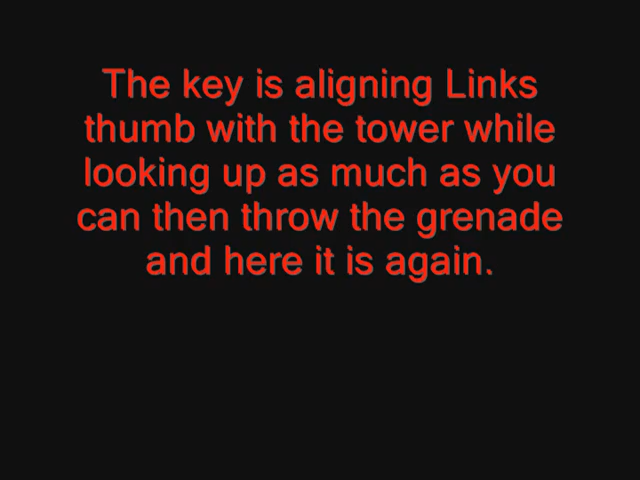 The key is aligning Links
thumb with the tower while
looking up as much as you
can then throw the grenade
and here it is again.